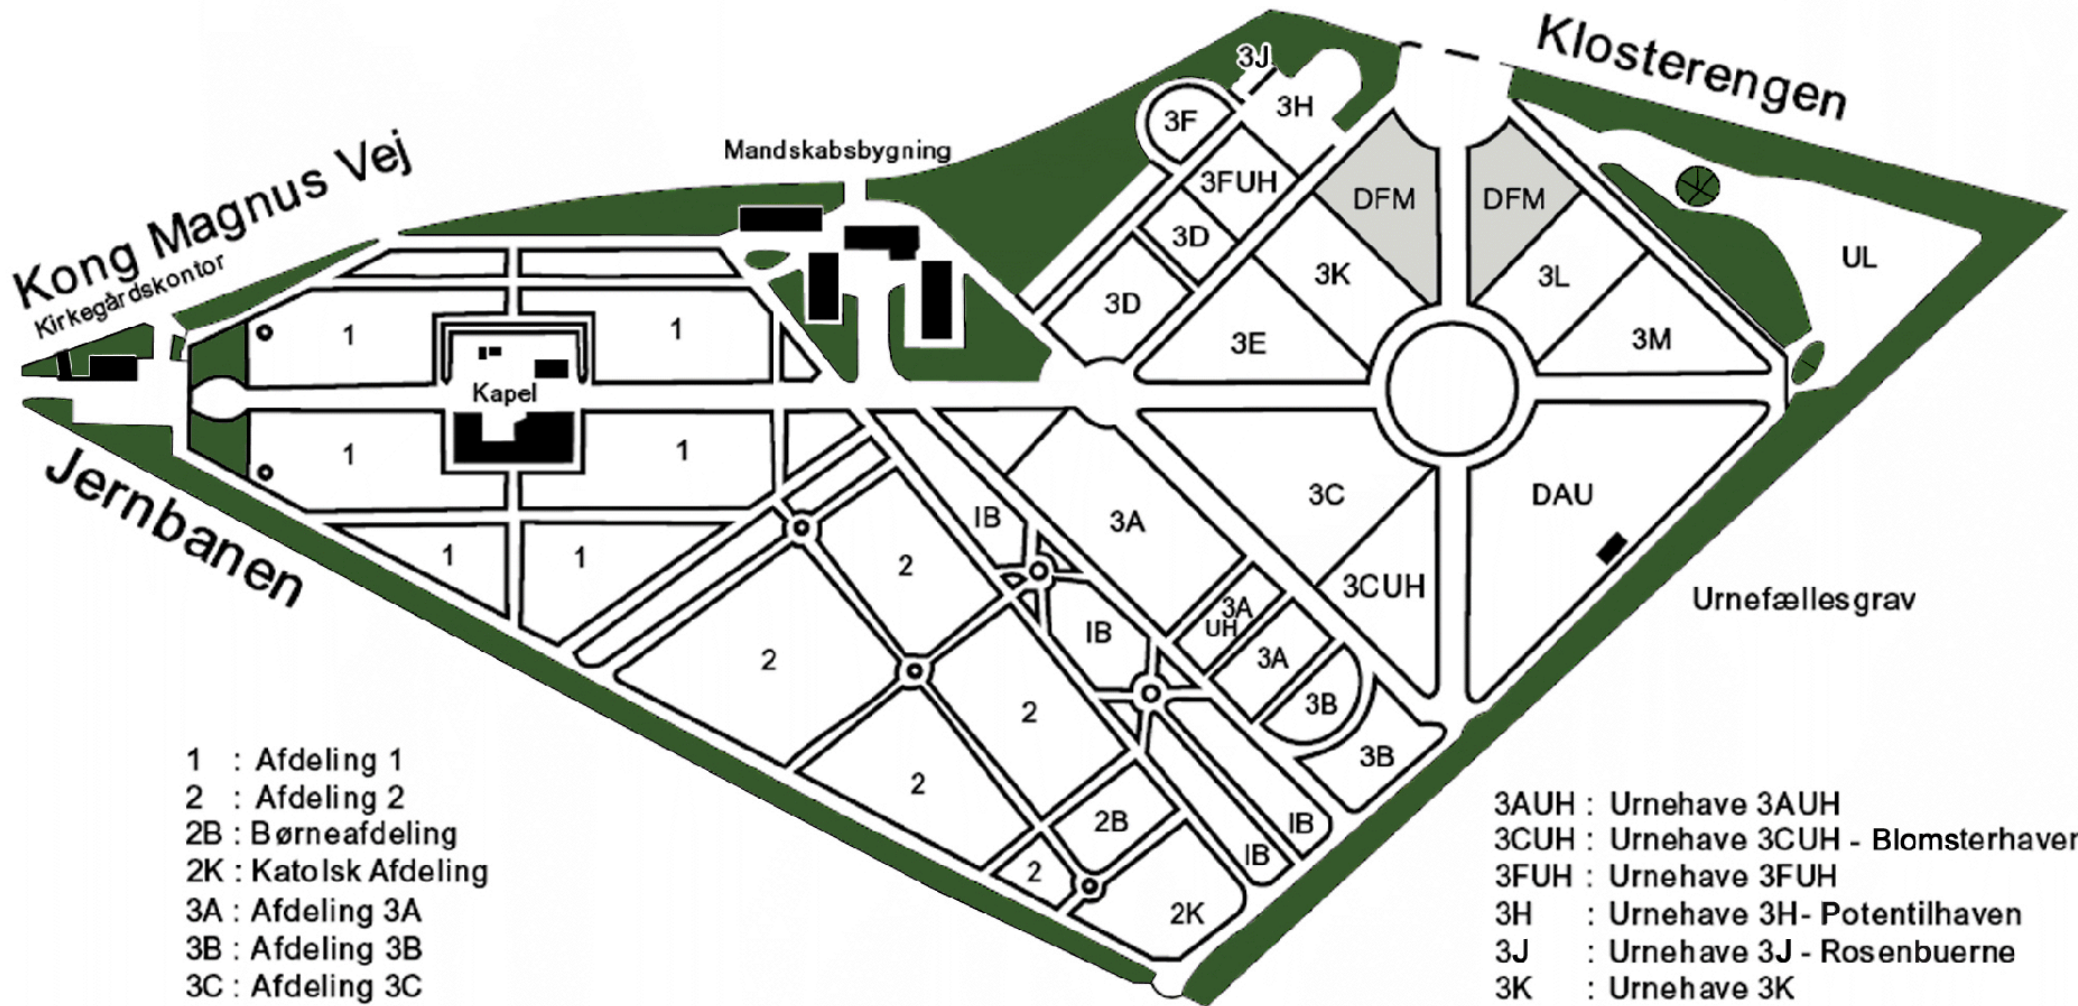 Klosterengen
3J
3H
3F
Mandskabsbygning
Kong Magnus Vej
Kirkegårdskontor
3FUH
DFM
DFM
3D
UL
3K
3L
3D
1
1
3E
3M
Kapel
1
1
3C
DAU
IB
3A
Jernbanen
1
1
2
3CUH
3A
UH
Urnefællesgrav
IB
2
3A
2
3B
3B
2
2B
IB
IB
2
2K
1 : Afdeling 1
2 : Afdeling 2
2B : Børneafdeling
2K : Katolsk Afdeling
3A : Afdeling 3A
3B : Afdeling 3B
3C : Afdeling 3C
3AUH : Urnehave 3AUH
3CUH : Urnehave 3CUH - Blomsterhaven
3FUH : Urnehave 3FUH
3H : Urnehave 3H - Potentilhaven
3J : Urnehave 3J - Rosenbuerne
3K : Urnehave 3K